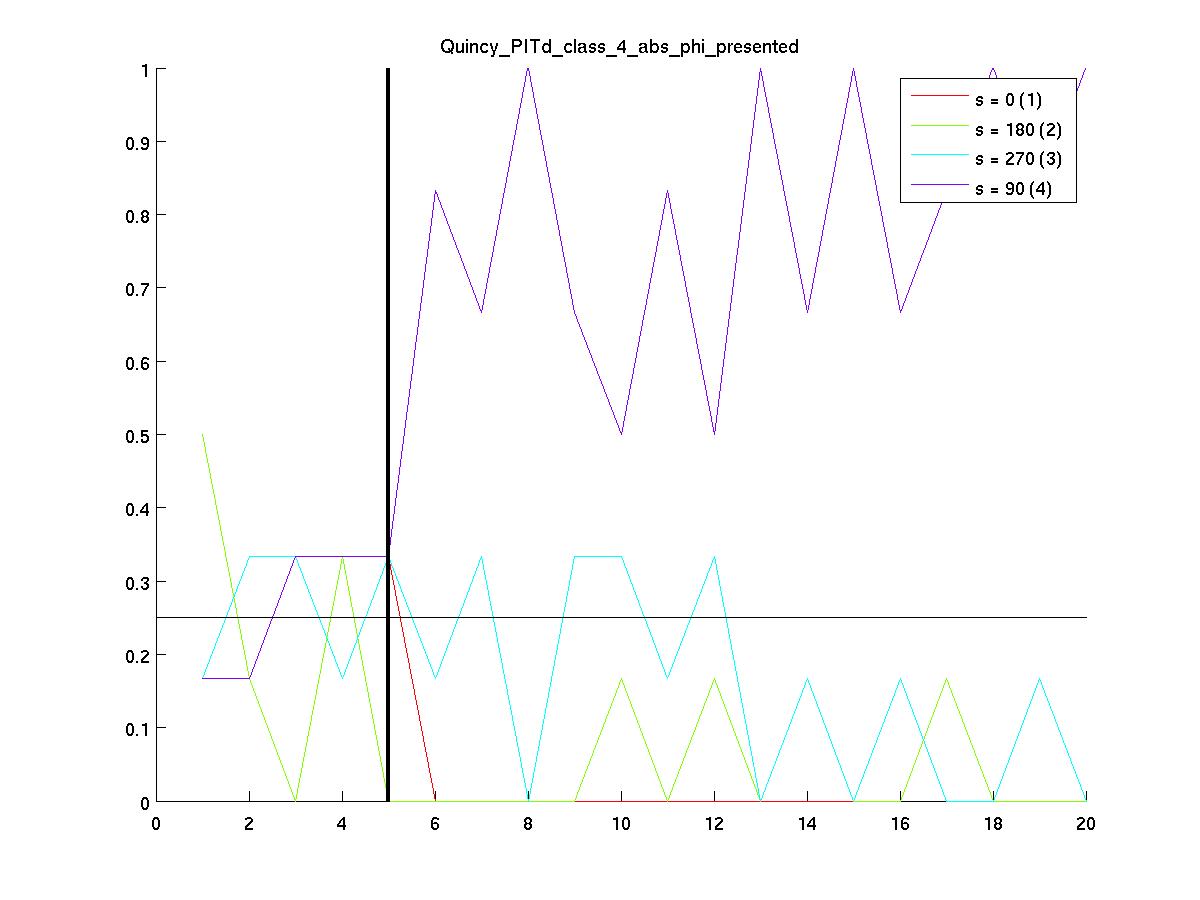 Quincy_PITd_class_4_abs_phi_presented
1
0.9
0.8
0.7
0.6
0.5
0.4
0.3
0.2
0.1
0
s = 0 (1)
s = 180 (2)
s = 270 (3)
s = 90 (4)
0 2 4 6 8 10 12 14 16 18 20